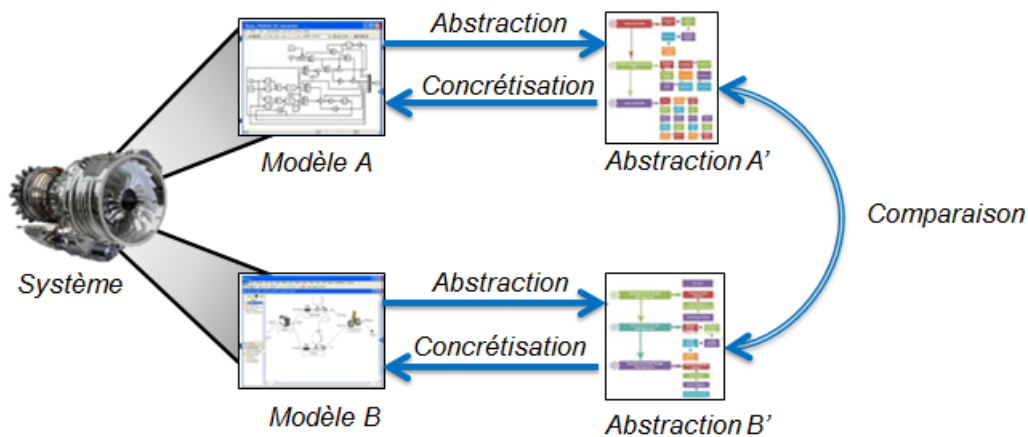 Abstraction
Concrétisation
Modèle A
Abstraction A’
Comparaison
Système
Abstraction
Concrétisation
Modèle B
Abstraction B’